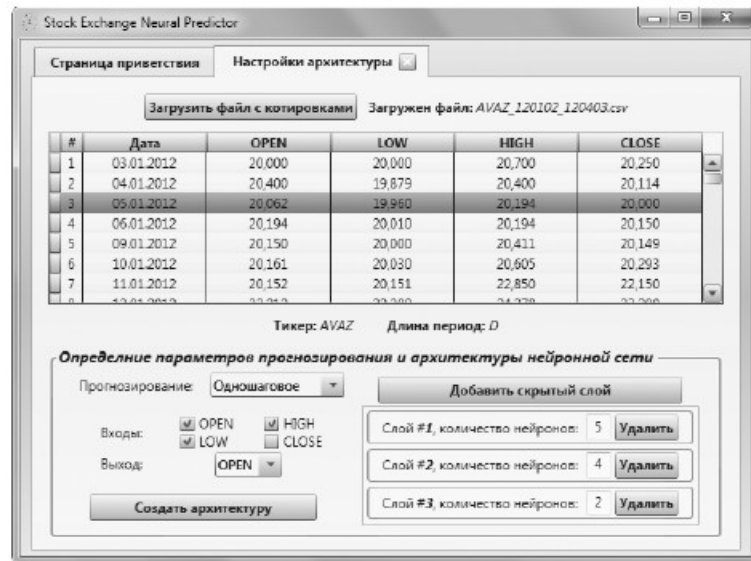 Stock Exchange Neural Predictor
Страница приветствия Настройки архитектуры
Загрузить файл с котировками Загружен файл: AVAZ_120102_120403.csv
# Дата OPEN LOW HIGH CLOSE
1 03.01.2012 20,000 20,000 20,700 20,250
2 04.01.2012 20,400 19,879 20,400 20,114
3 05.01.2012 20,062 19,960 20,194 20,000
4 06.01.2012 20,194 20,010 20,194 20,150
5 09.01.2012 20,150 20,000 20,411 20,149
6 10.01.2012 20,161 20,030 20,605 20,293
7 11.01.2012 20,152 20,151 22,850 22,150
Тикер: AVAZ Длина период: D
Определние параметров прогнозирования и архитектуры нейронной сети
Прогнозирование: Одношаговое
Добавить скрытый слой
Входы: OPEN HIGH
LOW CLOSE
Выход: OPEN
Создать архитектуру
Слой #1, количество нейронов: 5 Удалить
Слой #2, количество нейронов: 4 Удалить
Слой #3, количество нейронов: 2 Удалить